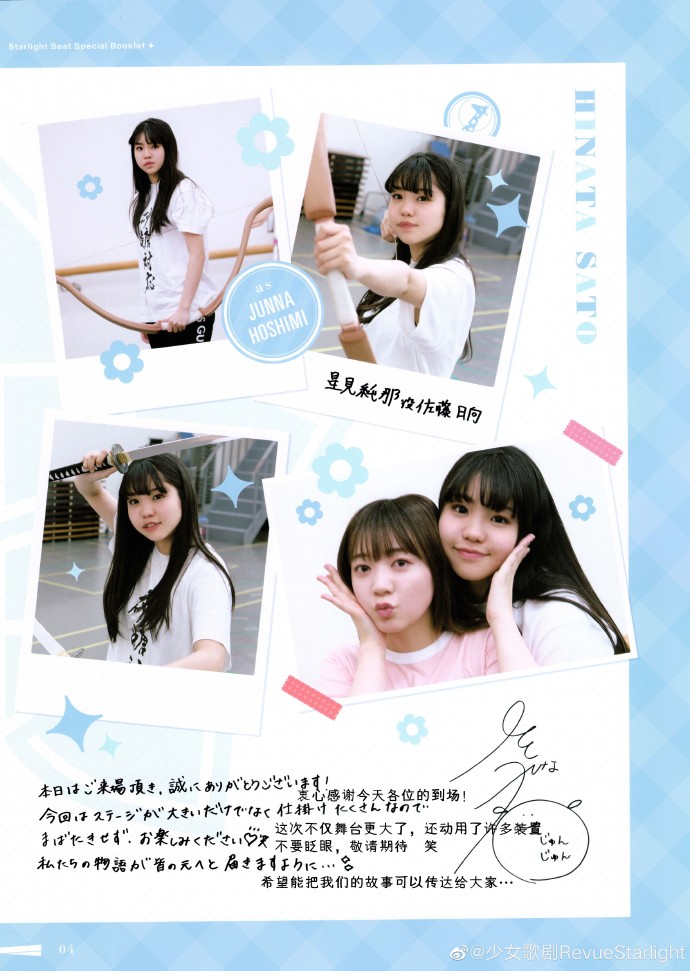 Starlight Seat Special Booklet +
HINATA SATO
as
JUNNA
HOSHIMI
星見純那役佐藤日向
本日はご来場頂き、誠にありがとうございます!
衷心感谢今天各位的到场!
今回はステージが大きいだけでなく仕掛けたくさんなので
这次不仅舞台更大了，还动用了许多装置
まばたきせず、お楽しみください♡
不要眨眼，敬请期待 笑
私たちの物語が皆の元へと届きますように…
希望能把我们的故事可以传达给大家…
ひな
じゅん
じゅん
04
@少女歌剧RevueStarlight